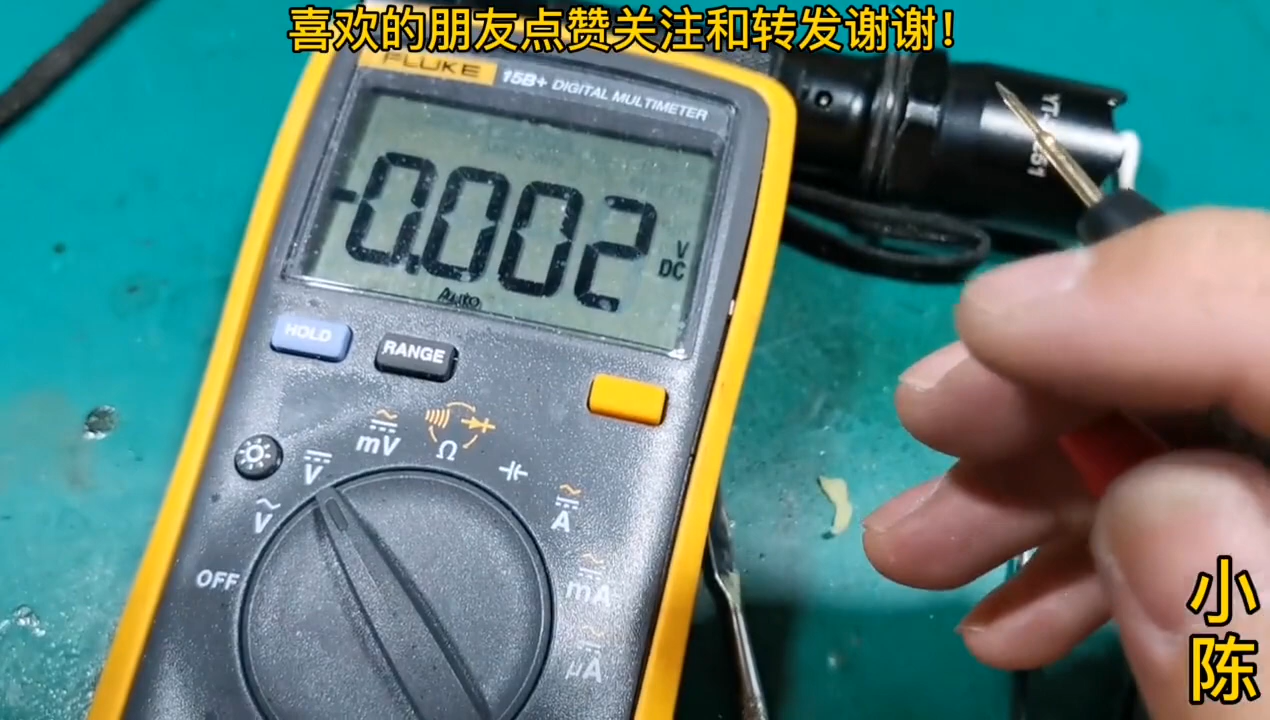 喜欢的朋友点赞关注和转发谢谢！
FLUKE 15B+ DIGITAL MULTIMETER
-0.002
V
DC
Auto
HOLD
RANGE
mV
Ω
V
A
V
OFF
mA
μA
小陈